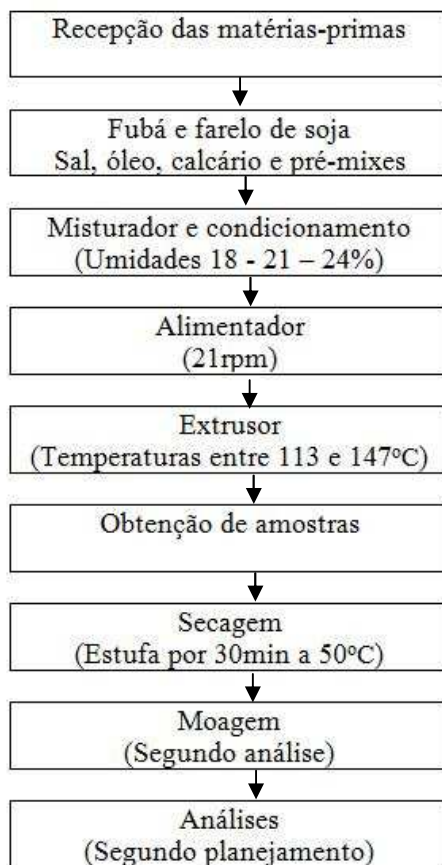 Recepção das matérias-primas
Fubá e farelo de soja
Sal, óleo, calcário e pré-mixes
Misturador e condicionamento
(Umidades 18 - 21 – 24%)
Alimentador
(21rpm)
Extrusor
(Temperaturas entre 113 e 147ºC)
Obtenção de amostras
Secagem
(Estufa por 30min a 50ºC)
Moagem
(Segundo análise)
Análises
(Segundo planejamento)